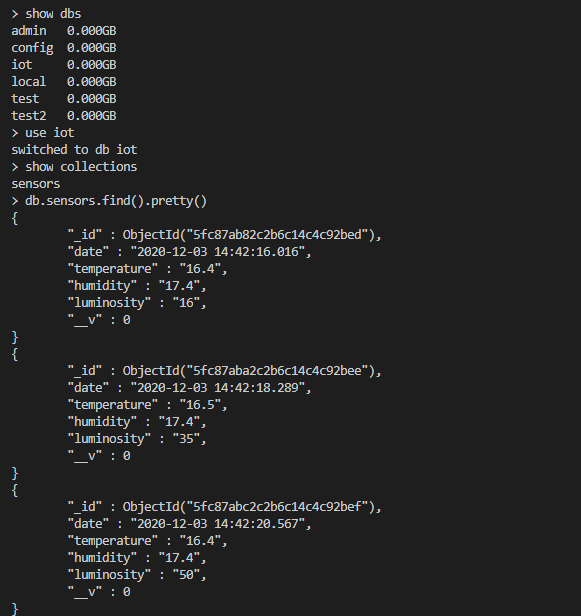 > show dbs
admin   0.000GB
config  0.000GB
iot     0.000GB
local   0.000GB
test    0.000GB
test2   0.000GB
> use iot
switched to db iot
> show collections
sensors
> db.sensors.find().pretty()
{
        "_id" : ObjectId("5fc87ab82c2b6c14c4c92bed"),
        "date" : "2020-12-03 14:42:16.016",
        "temperature" : "16.4",
        "humidity" : "17.4",
        "luminosity" : "16",
        "__v" : 0
}
{
        "_id" : ObjectId("5fc87aba2c2b6c14c4c92bee"),
        "date" : "2020-12-03 14:42:18.289",
        "temperature" : "16.5",
        "humidity" : "17.4",
        "luminosity" : "35",
        "__v" : 0
}
{
        "_id" : ObjectId("5fc87abc2c2b6c14c4c92bef"),
        "date" : "2020-12-03 14:42:20.567",
        "temperature" : "16.4",
        "humidity" : "17.4",
        "luminosity" : "50",
        "__v" : 0
}